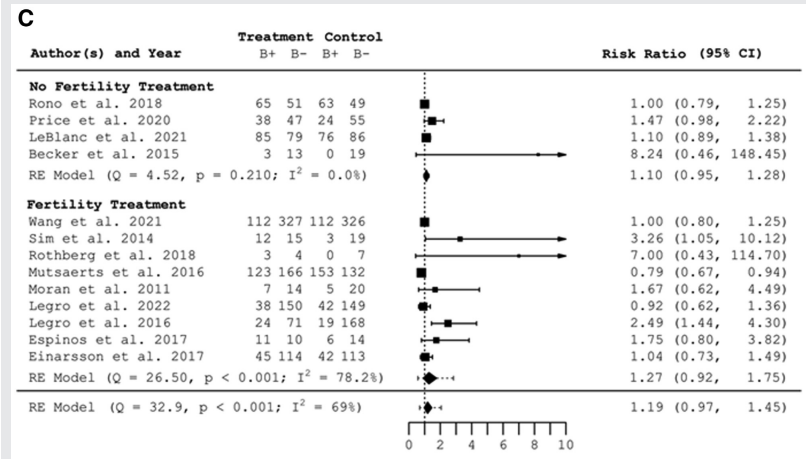 C
Treatment Control
Author(s) and Year B+ B- B+ B- Risk Ratio (95% CI)
No Fertility Treatment
Rono et al. 2018 65 51 63 49 1.00 (0.79, 1.25)
Price et al. 2020 38 47 24 55 1.47 (0.98, 2.22)
LeBlanc et al. 2021 85 79 76 86 1.10 (0.89, 1.38)
Becker et al. 2015 3 13 0 19 8.24 (0.46, 148.45)
RE Model (Q = 4.52, p = 0.210; I² = 0.0%) 1.10 (0.95, 1.28)
Fertility Treatment
Wang et al. 2021 112 327 112 326 1.00 (0.80, 1.25)
Sim et al. 2014 12 15 3 19 3.26 (1.05, 10.12)
Rothberg et al. 2018 3 4 0 7 7.00 (0.43, 114.70)
Mutsaerts et al. 2016 123 166 153 132 0.79 (0.67, 0.94)
Moran et al. 2011 7 14 5 20 1.67 (0.62, 4.49)
Legro et al. 2022 38 150 42 149 0.92 (0.62, 1.36)
Legro et al. 2016 24 71 19 168 2.49 (1.44, 4.30)
Espinos et al. 2017 11 10 6 14 1.75 (0.80, 3.82)
Einarsson et al. 2017 45 114 42 113 1.04 (0.73, 1.49)
RE Model (Q = 26.50, p < 0.001; I² = 78.2%) 1.27 (0.92, 1.75)
RE Model (Q = 32.9, p < 0.001; I² = 69%) 1.19 (0.97, 1.45)
0 2 4 6 8 10